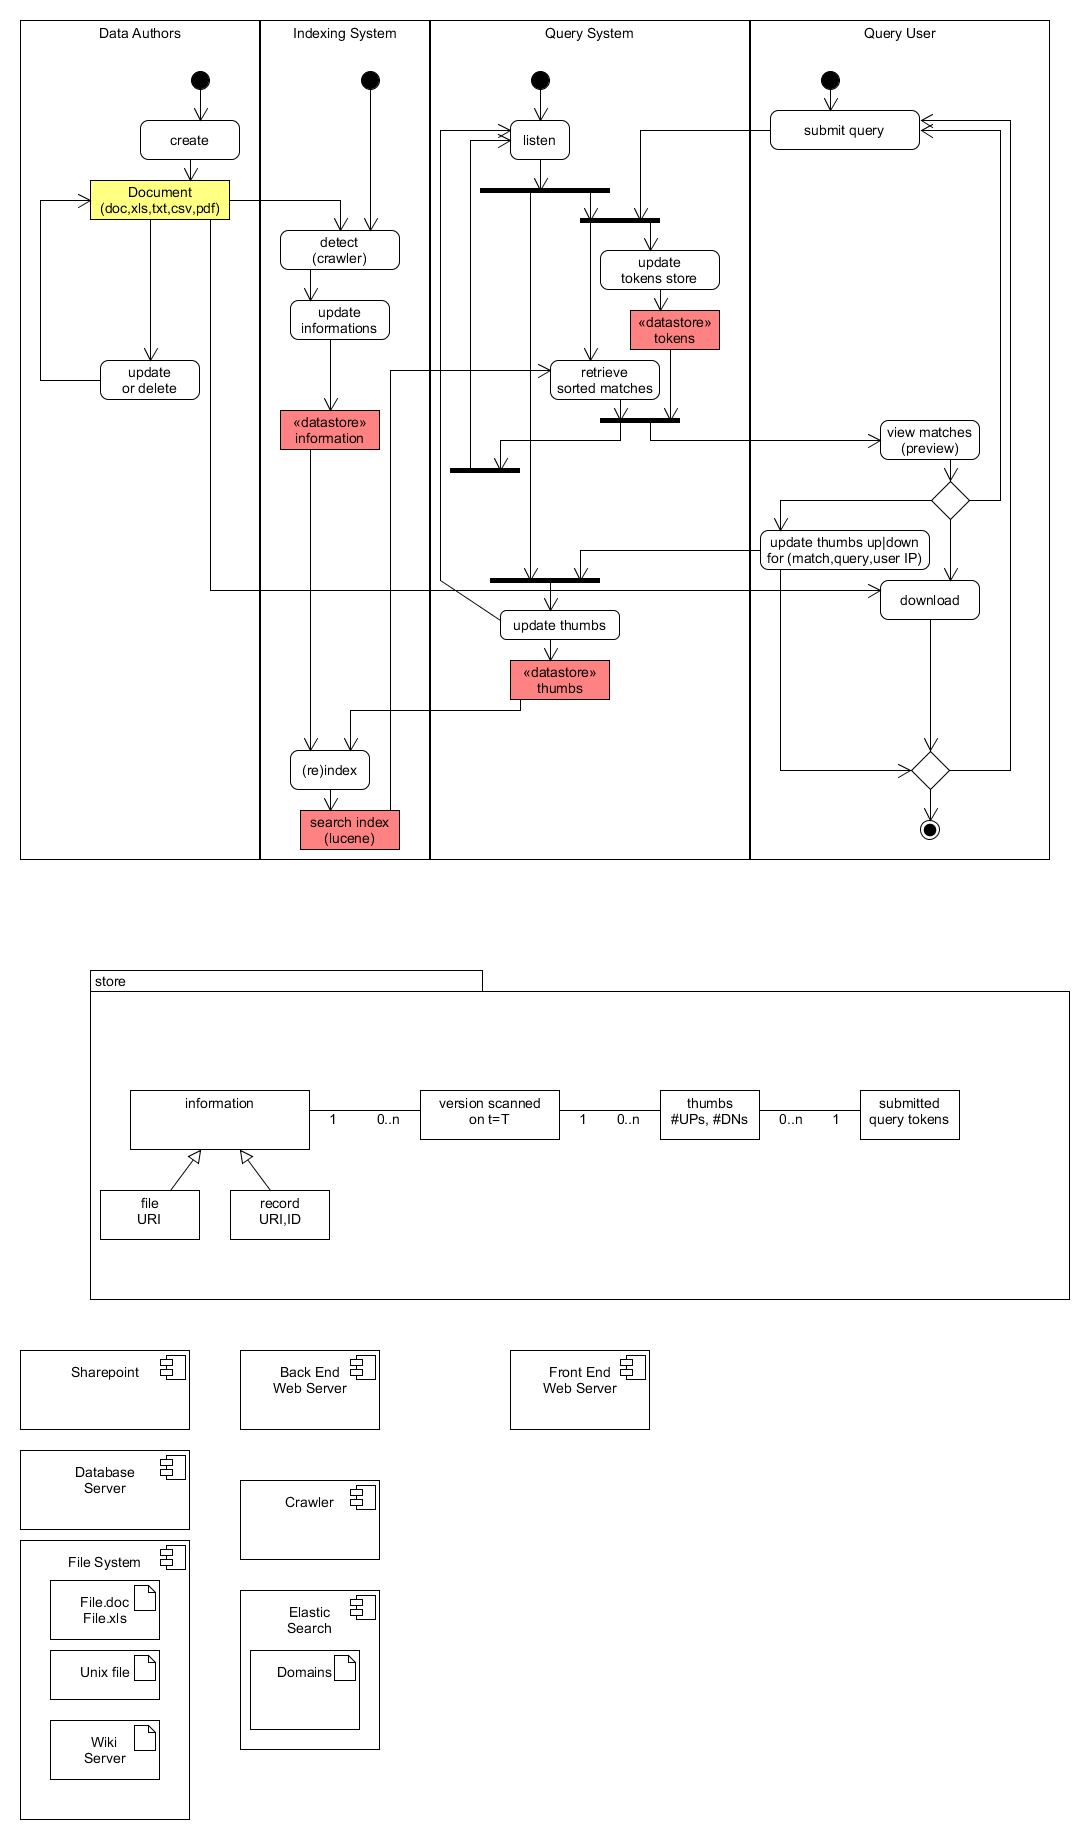 Data Authors
Indexing System
Query System
Query User
create
Document
(doc,xls,txt,csv,pdf)
update
or delete
detect
(crawler)
update
informations
«datastore»
information
(re)index
search index
(lucene)
listen
update
tokens store
«datastore»
tokens
retrieve
sorted matches
update thumbs
«datastore»
thumbs
submit query
view matches
(preview)
update thumbs up|down
for (match,query,user IP)
download
store
information
1
0..n
version scanned
on t=T
1
0..n
thumbs
#UPs, #DNs
0..n
1
submitted
query tokens
file
URI
record
URI,ID
Sharepoint
Back End
Web Server
Front End
Web Server
Database
Server
Crawler
File System
File.doc
File.xls
Unix file
Wiki
Server
Elastic
Search
Domains